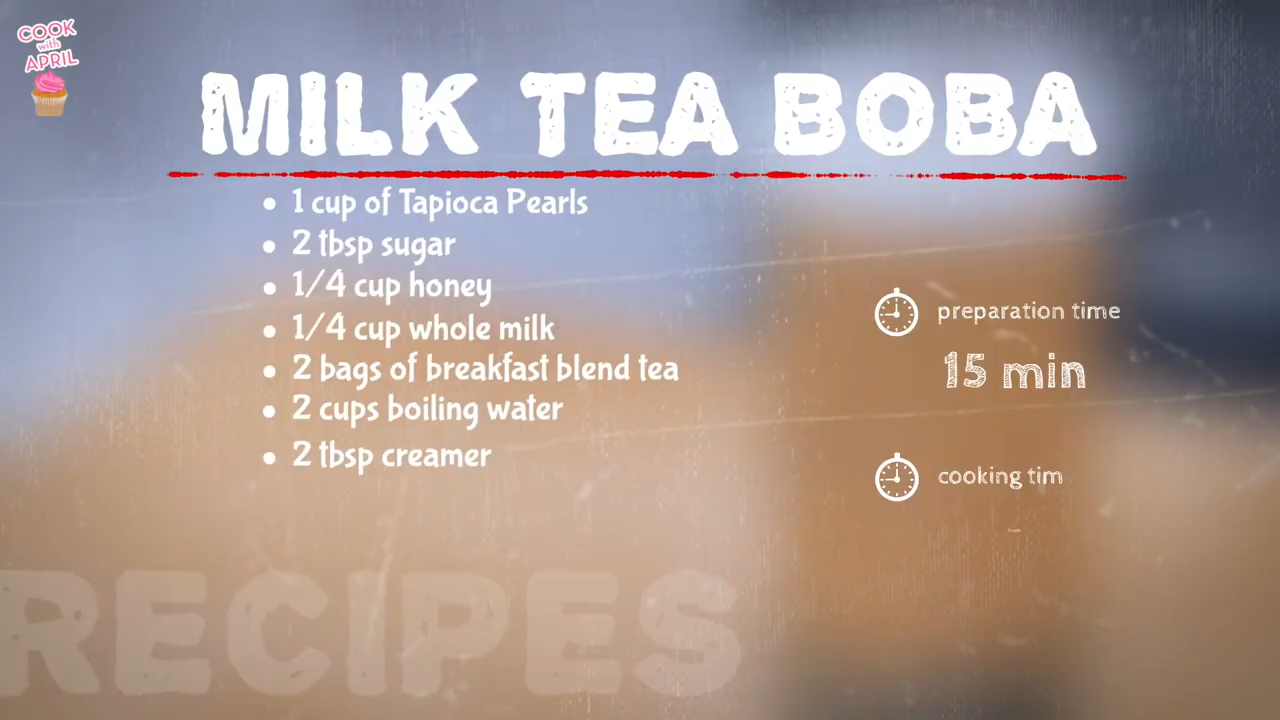 COOK
with
APRIL
MILK TEA BOBA
• 1 cup of Tapioca Pearls
• 2 tbsp sugar
• 1/4 cup honey
• 1/4 cup whole milk
• 2 bags of breakfast blend tea
• 2 cups boiling water
• 2 tbsp creamer
preparation time
15 min
cooking tim
RECIPES